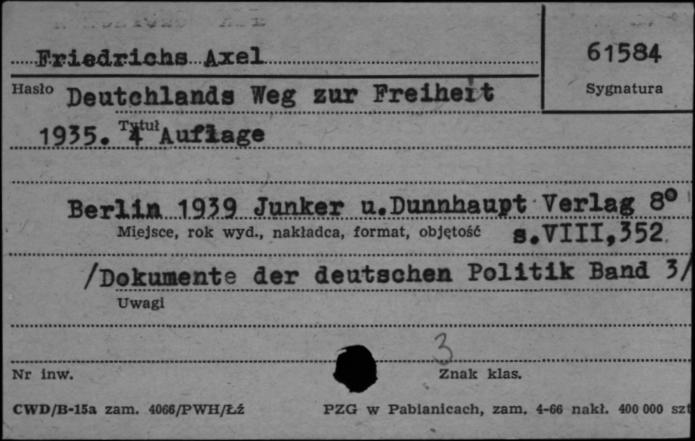 Friedrichs Axel
61584
Hasło
Sygnatura
Deutchlands Weg zur Freiheit
1935. 4 Auflage
Tytuł
Berlin 1939 Junker u.Dunnhaupt Verlag 8°
Miejsce, rok wyd., nakładca, format, objętość
s.VIII,352
/Dokumente der deutschen Politik Band 3/
Uwagi
3
Nr inw.
Znak klas.
CWD/B-15a zam. 4066/PWH/Łź
PZG w Pabianicach, zam. 4-66 nakł. 400 000 szt